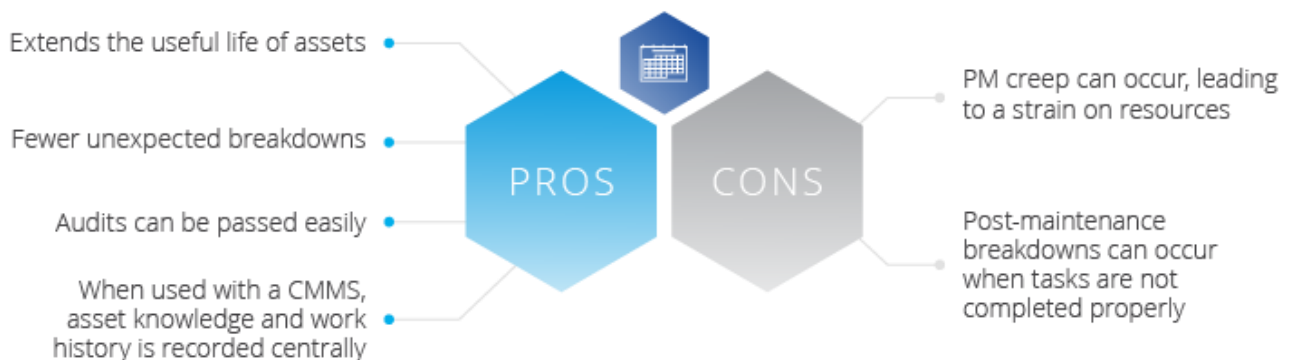 Extends the useful life of assets
Fewer unexpected breakdowns
Audits can be passed easily
When used with a CMMS,
asset knowledge and work
history is recorded centrally
PROS
CONS
PM creep can occur, leading
to a strain on resources
Post-maintenance
breakdowns can occur
when tasks are not
completed properly